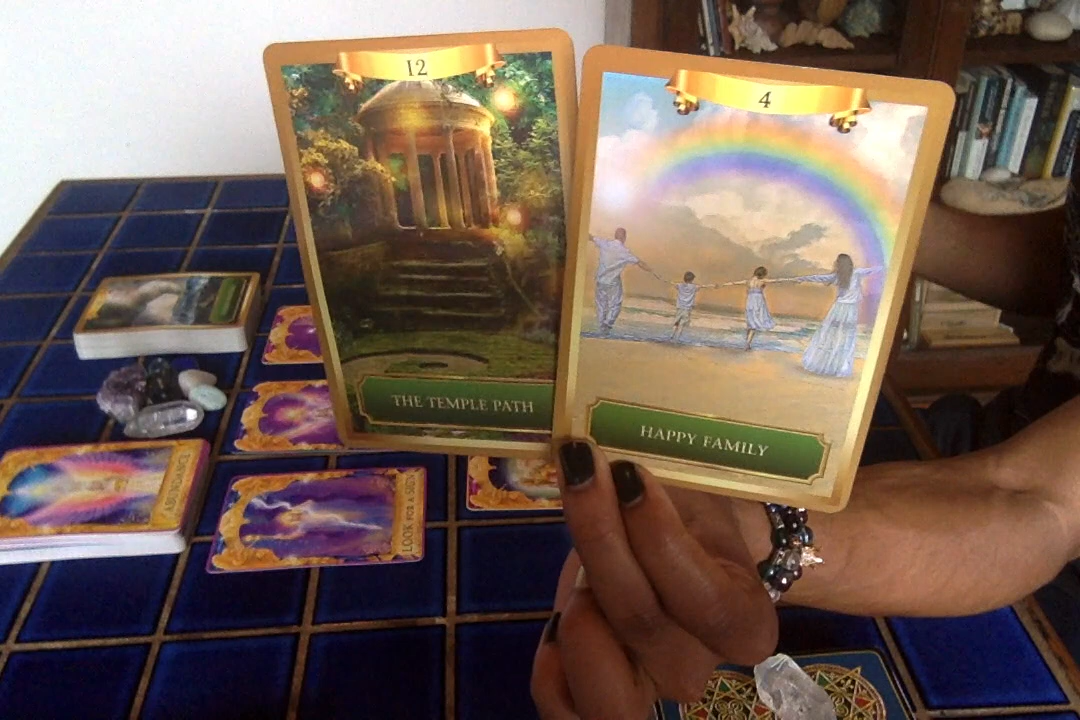 12
THE TEMPLE PATH
4
HAPPY FAMILY
ABUNDANCE
LOOK FOR A SIGN